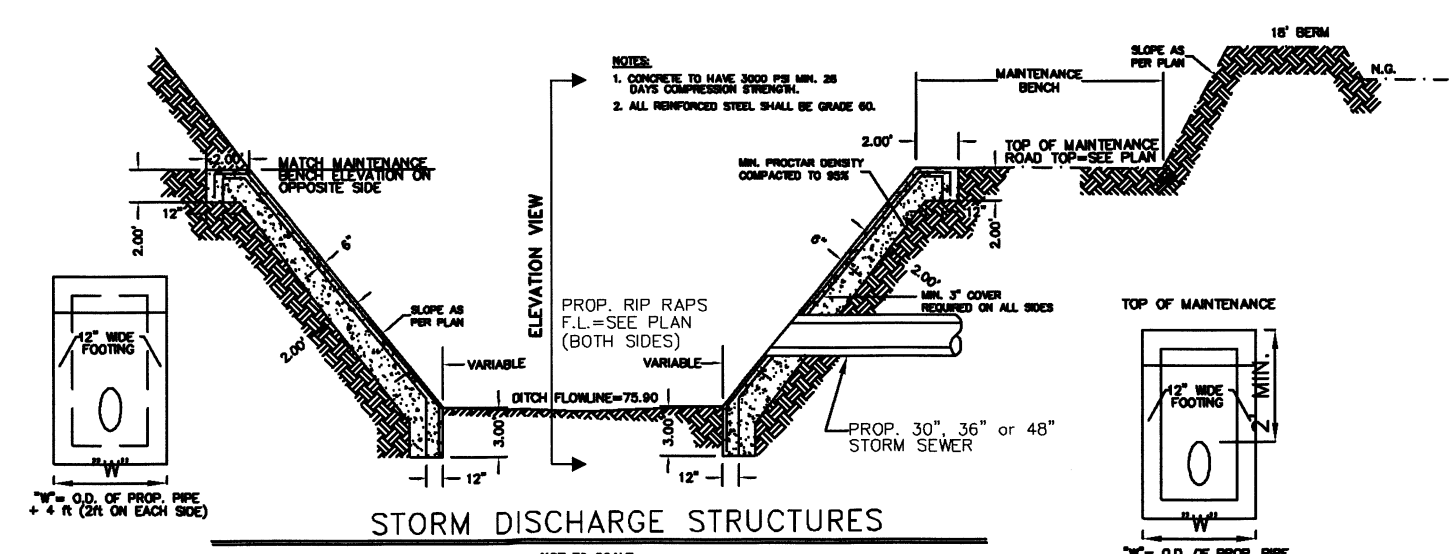 18' BERM
SLOPE AS
PER PLAN
N.G.
NOTES:
1. CONCRETE TO HAVE 3000 PSI MIN. 28
DAYS COMPRESSION STRENGTH.
2. ALL REINFORCED STEEL SHALL BE GRADE 60.
MAINTENANCE
BENCH
2.00'
TOP OF MAINTENANCE
ROAD TOP=SEE PLAN
2.00'
MATCH MAINTENANCE
BENCH ELEVATION ON
OPPOSITE SIDE
MIN. PROCTAR DENSITY
COMPACTED TO 95%
12"
2.00'
12"
2.00'
6"
6"
ELEVATION VIEW
2.00'
MIN. 3" COVER
REQUIRED ON ALL SIDES
PROP. RIP RAPS
F.L.=SEE PLAN
(BOTH SIDES)
SLOPE AS
PER PLAN
TOP OF MAINTENANCE
12" WIDE
FOOTING
2.00'
VARIABLE
VARIABLE
DITCH FLOWLINE=75.90
12" WIDE
FOOTING
2' MIN.
3.00'
3.00'
PROP. 30", 36" or 48"
STORM SEWER
"W"
12"
12"
"W"= O.D. OF PROP. PIPE
+ 4 ft (2ft ON EACH SIDE)
STORM DISCHARGE STRUCTURES
"W"
"W"= O.D. OF PROP. PIPE